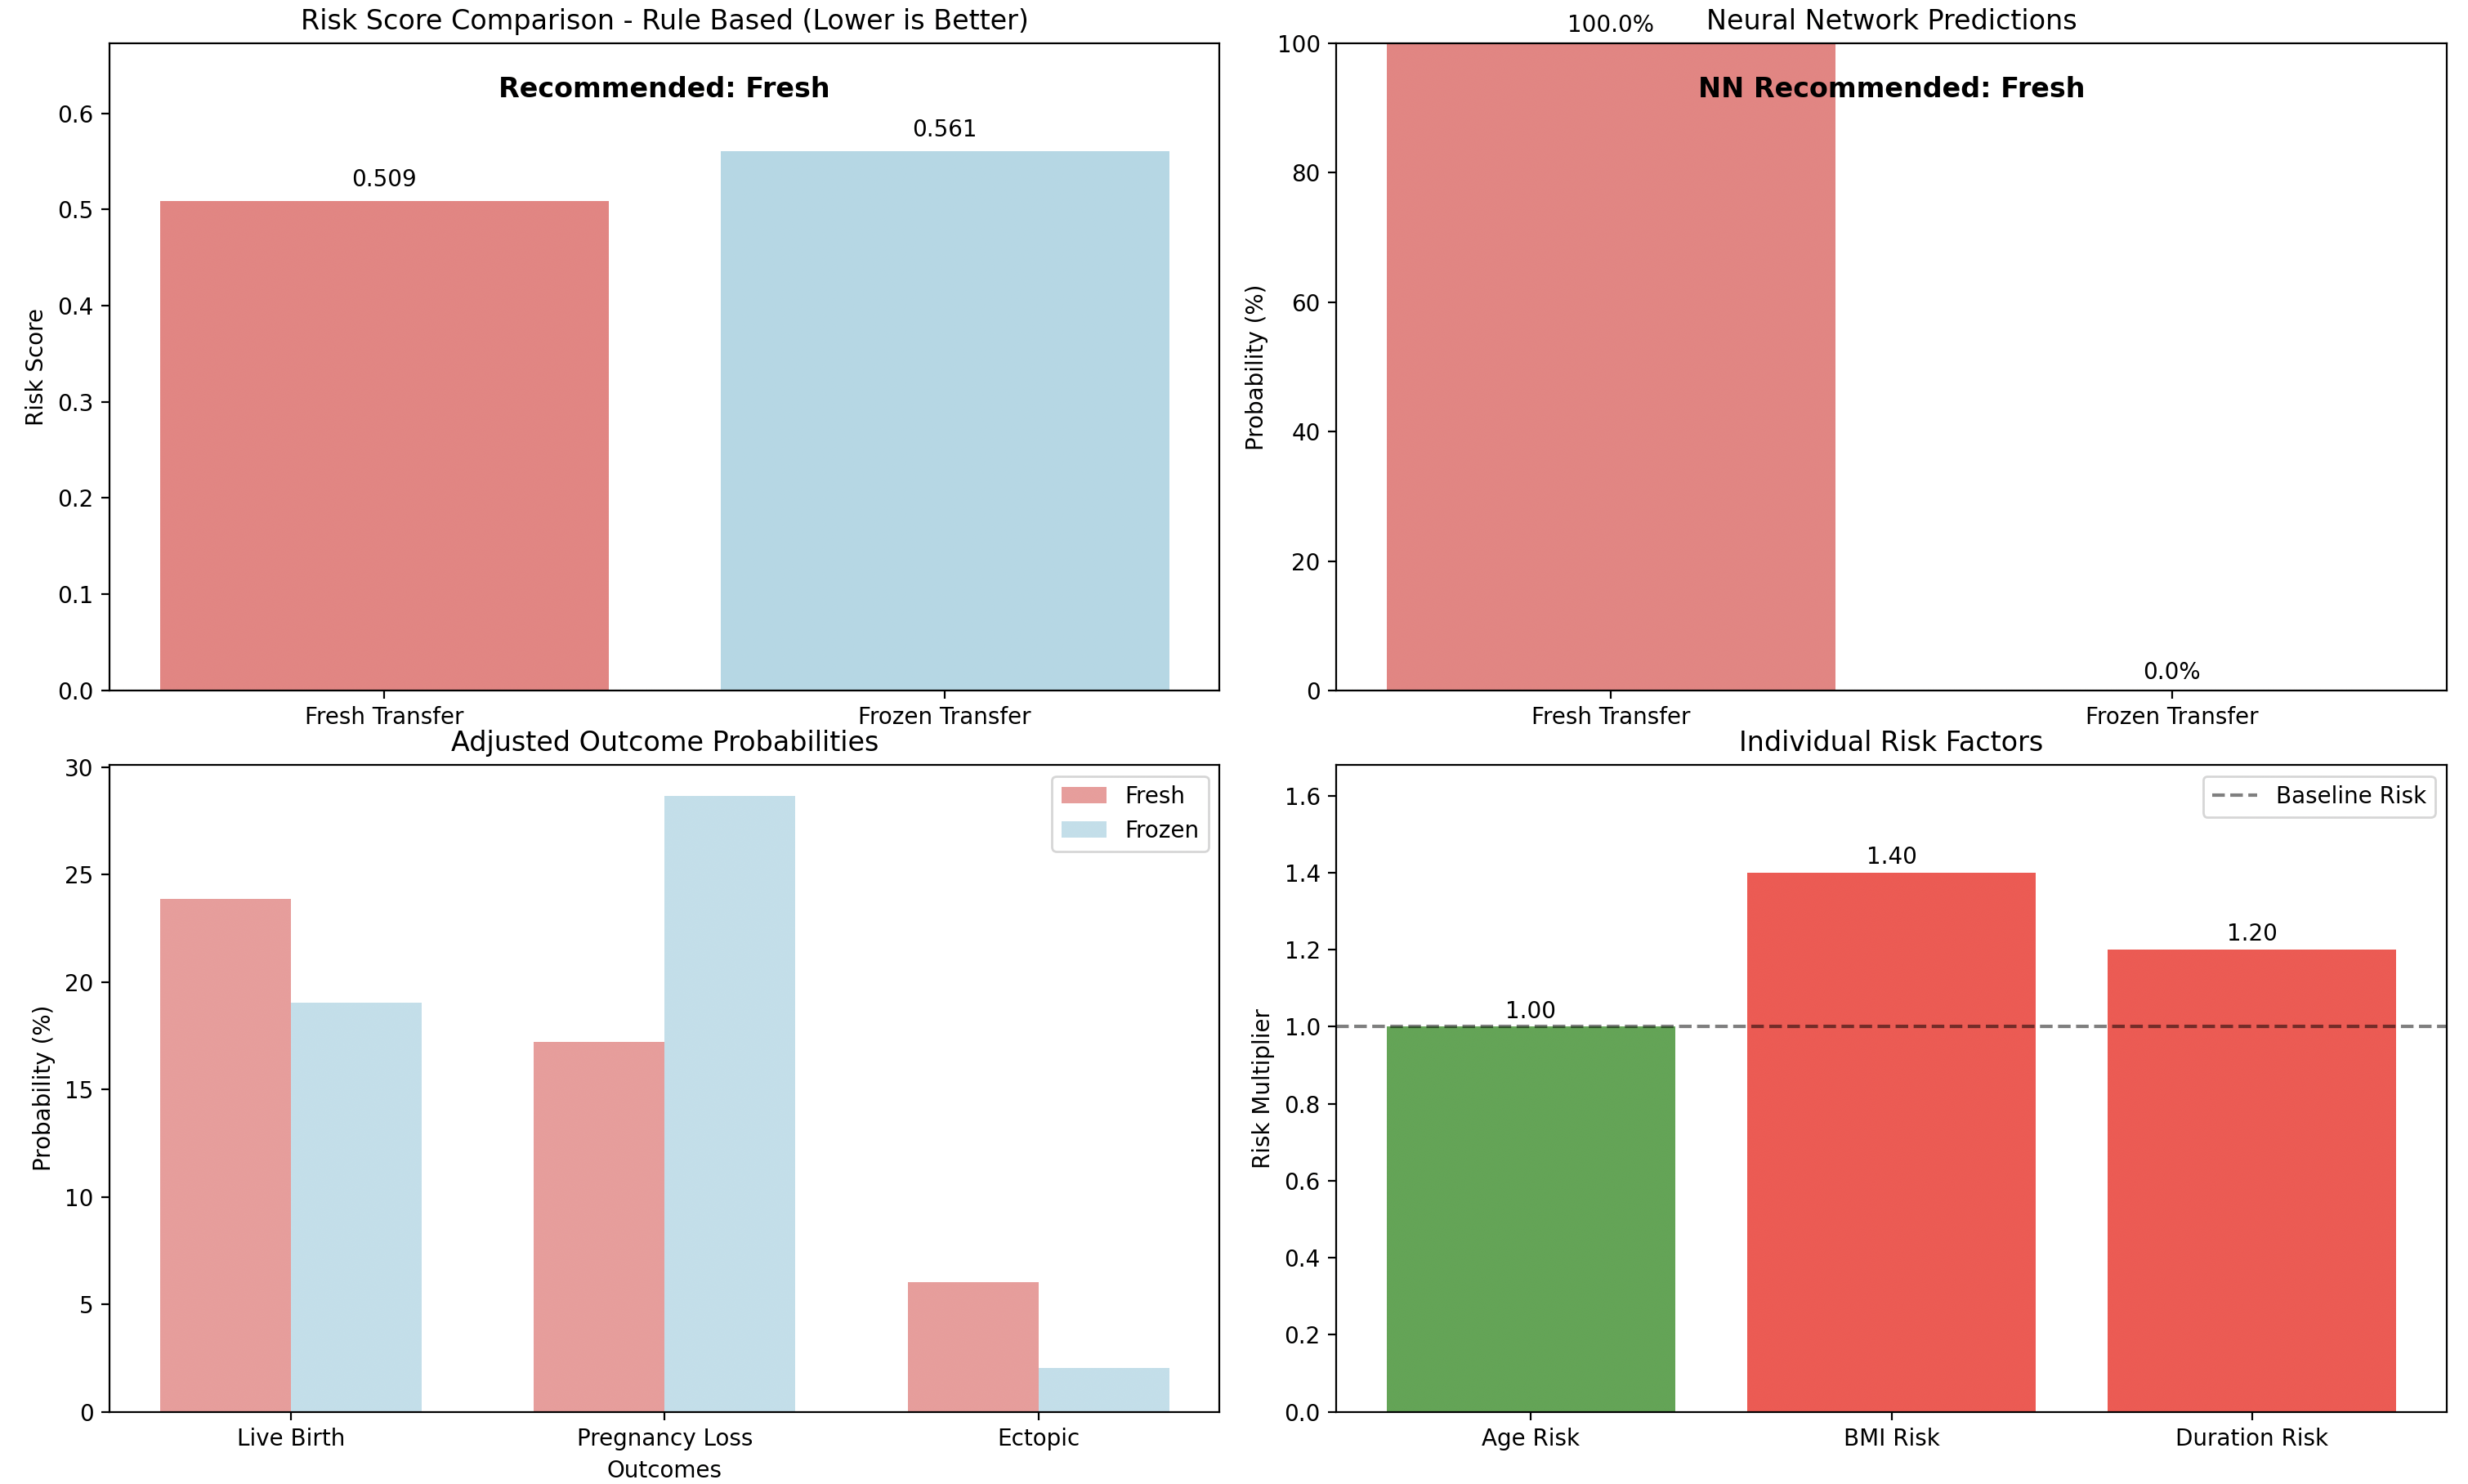 Risk Score Comparison - Rule Based (Lower is Better)
Recommended: Fresh
0.509
0.561
Risk Score
0.6
0.5
0.4
0.3
0.2
0.1
0.0
Fresh Transfer
Frozen Transfer
Neural Network Predictions
100.0%
NN Recommended: Fresh
0.0%
Probability (%)
100
80
60
40
20
0
Fresh Transfer
Frozen Transfer
Adjusted Outcome Probabilities
Fresh
Frozen
Probability (%)
30
25
20
15
10
5
0
Live Birth
Pregnancy Loss
Ectopic
Outcomes
Individual Risk Factors
Baseline Risk
1.00
1.40
1.20
Risk Multiplier
1.6
1.4
1.2
1.0
0.8
0.6
0.4
0.2
0.0
Age Risk
BMI Risk
Duration Risk